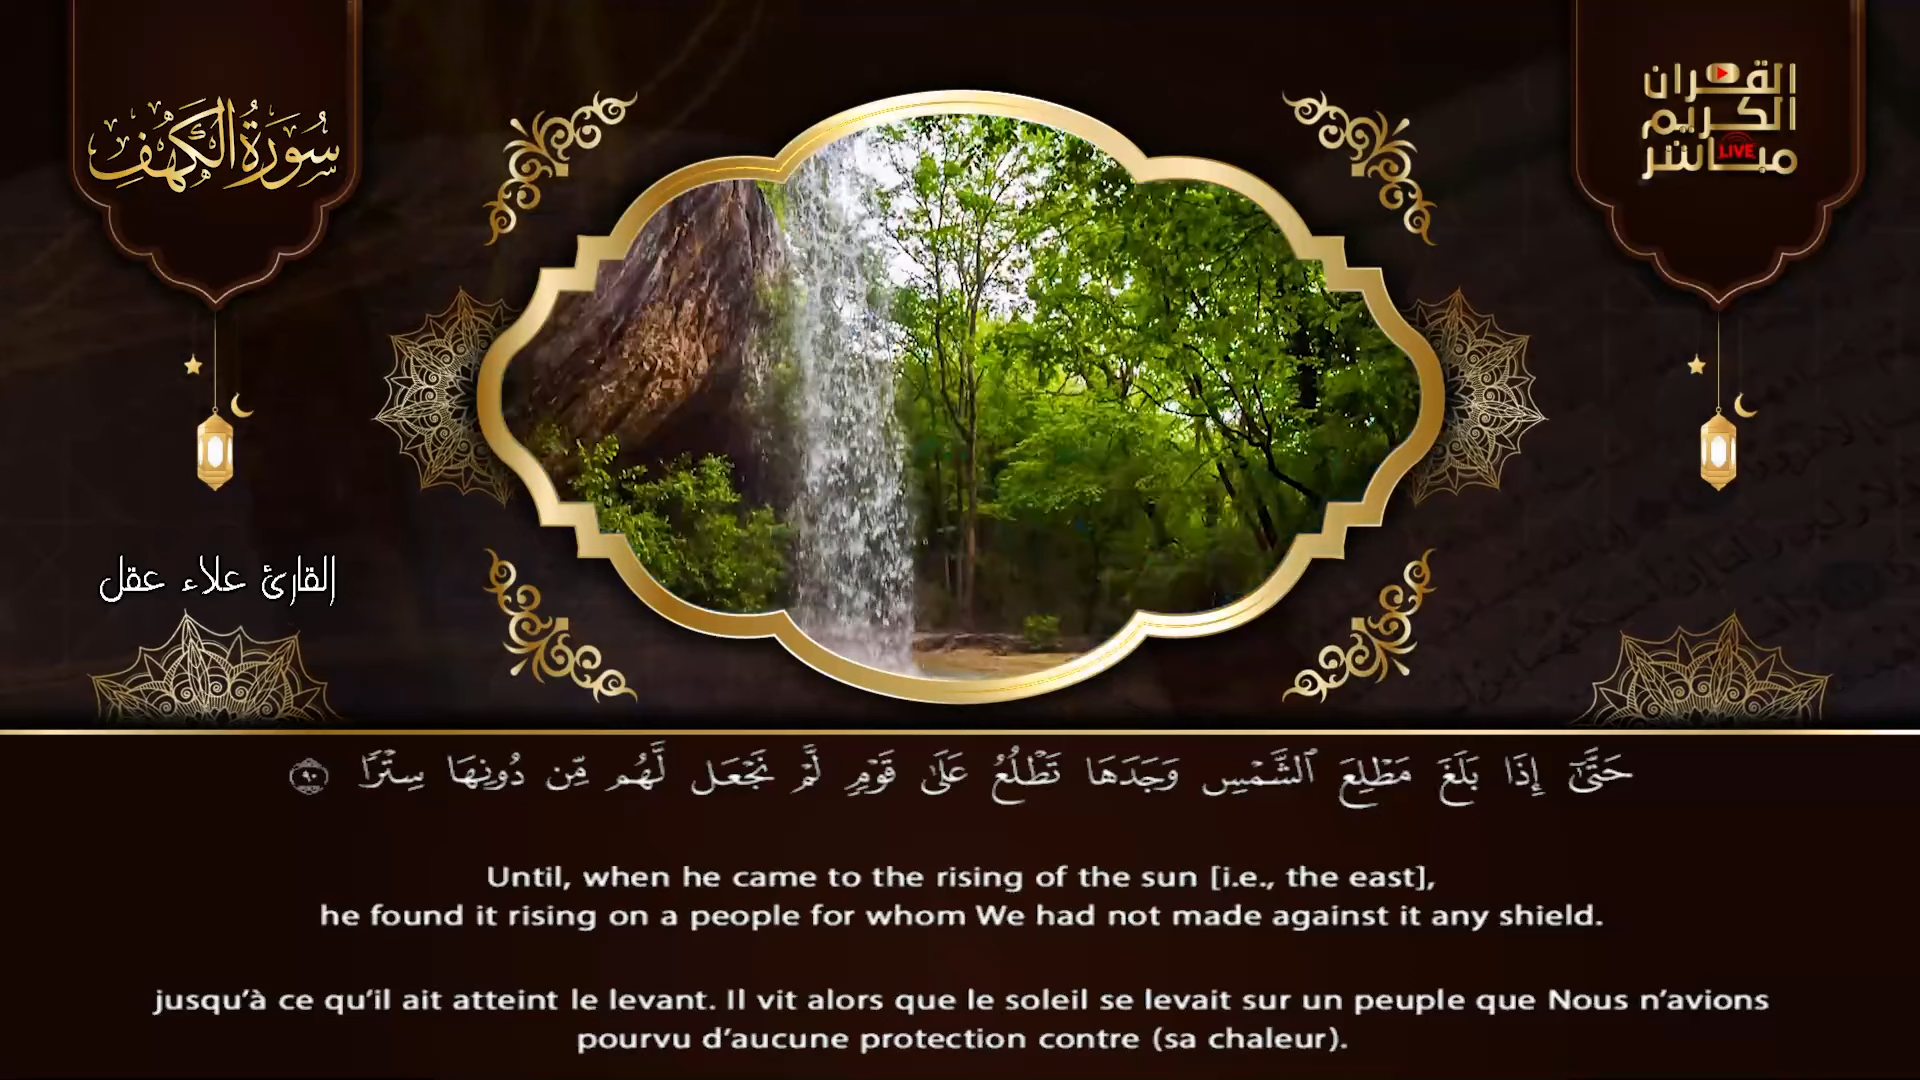 سُورَةُ الكَهْفِ
القرآن
الكريم
مباشر
LIVE
القارئ علاء عقل
حَتَّىٰٓ إِذَا بَلَغَ مَطْلِعَ ٱلشَّمْسِ وَجَدَهَا تَطْلُعُ عَلَىٰ قَوْمٍ لَّمْ نَجْعَل لَّهُم مِّن دُونِهَا سِتْرًا ٩٠
Until, when he came to the rising of the sun [i.e., the east],
he found it rising on a people for whom We had not made against it any shield.
jusqu’à ce qu’il ait atteint le levant. Il vit alors que le soleil se levait sur un peuple que Nous n’avions
pourvu d’aucune protection contre (sa chaleur).